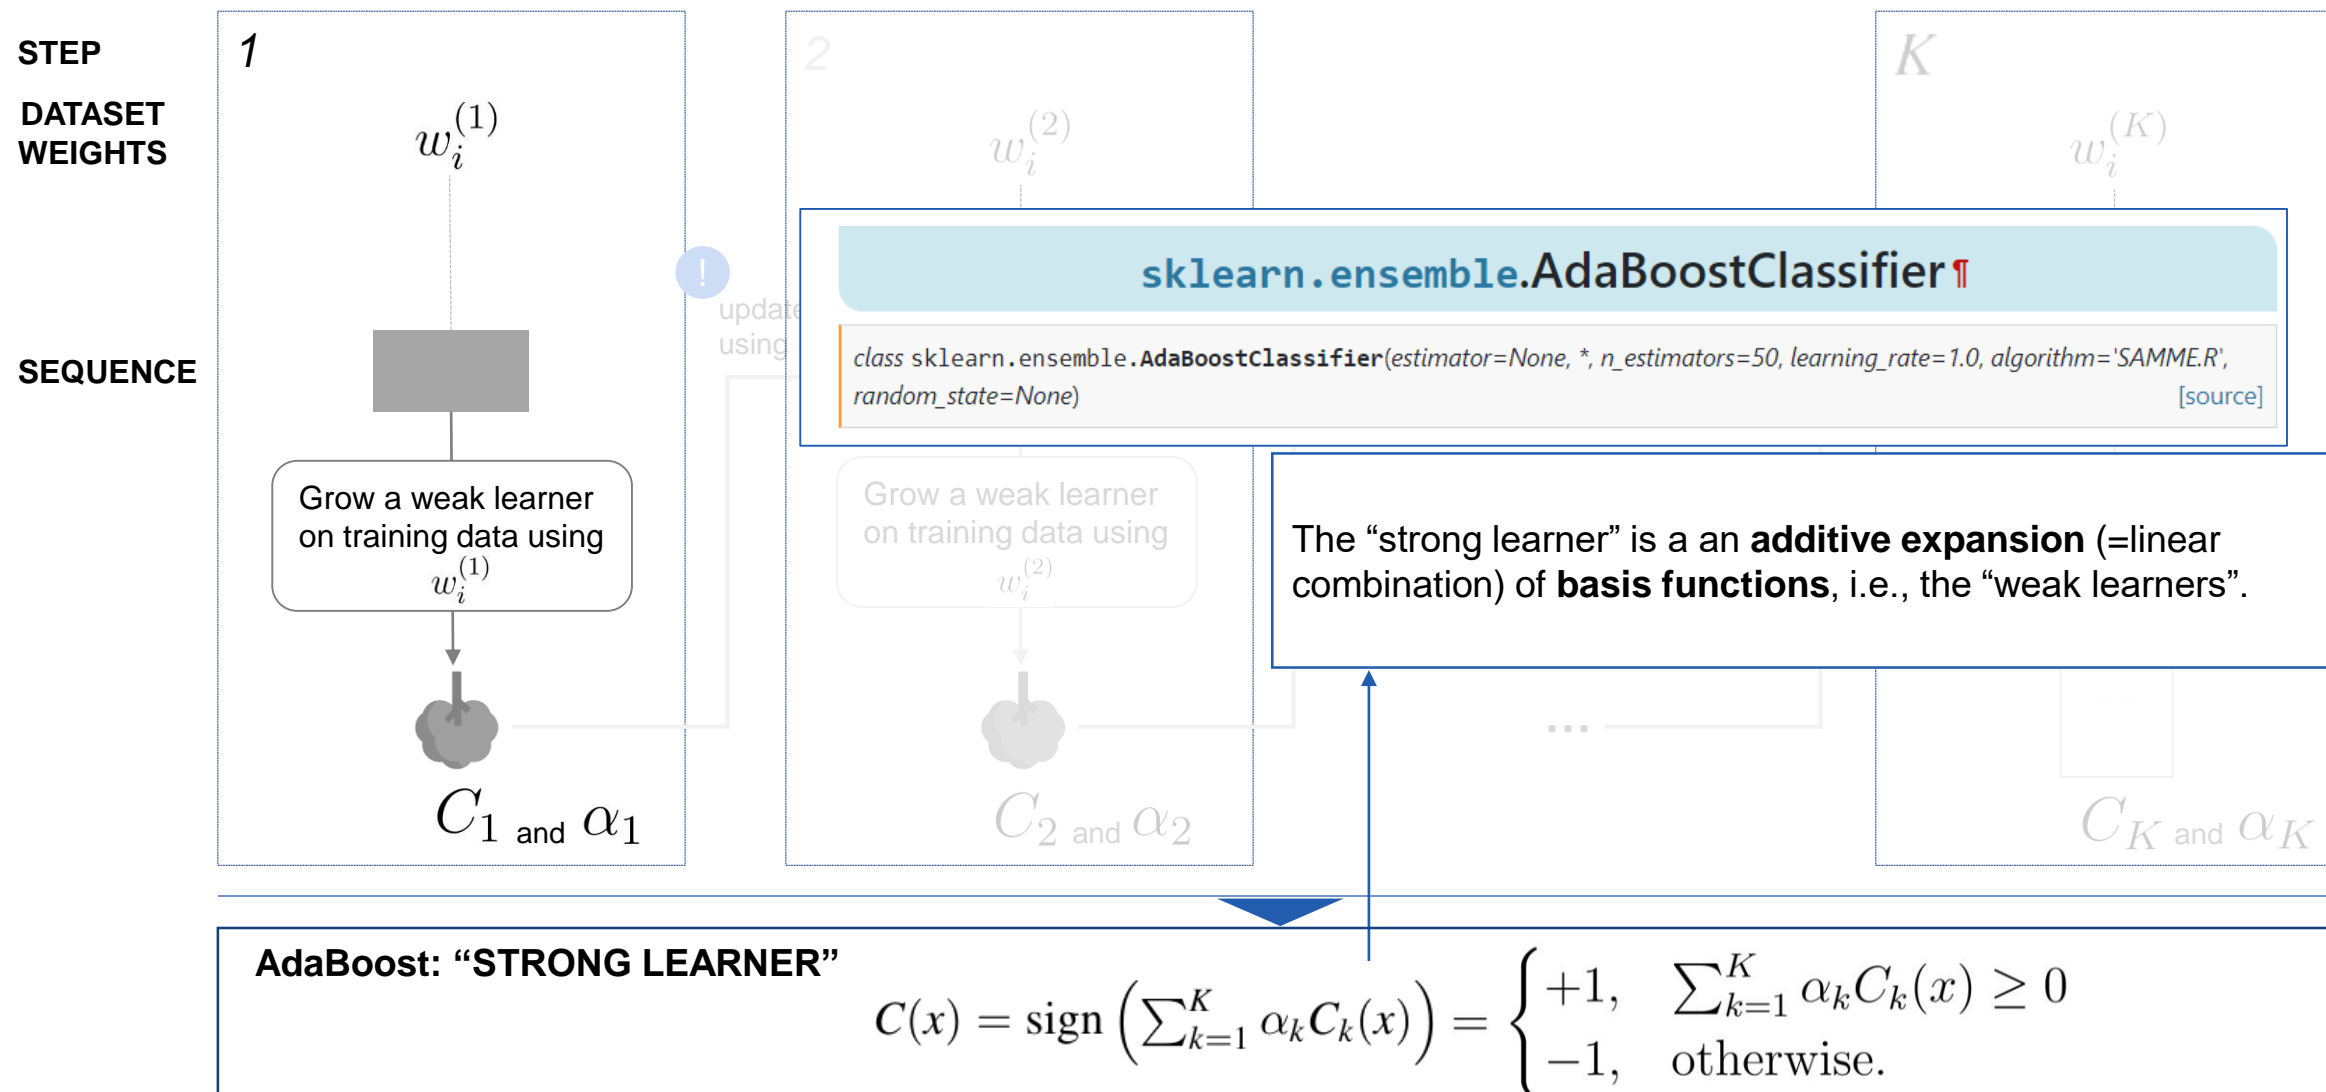 STEP
1
2
K
DATASET
WEIGHTS
w_i^{(1)}
w_i^{(2)}
w_i^{(K)}
!
update
using
sklearn.ensemble.AdaBoostClassifier¶
class sklearn.ensemble.AdaBoostClassifier(estimator=None, *, n_estimators=50, learning_rate=1.0, algorithm='SAMME.R',
random_state=None)
[source]
SEQUENCE
Grow a weak learner
on training data using
w_i^{(1)}
Grow a weak learner
on training data using
w_i^{(2)}
The “strong learner” is a an additive expansion (=linear
combination) of basis functions, i.e., the “weak learners”.
...
C_1 and α_1
C_2 and α_2
C_K and α_K
AdaBoost: “STRONG LEARNER”
C(x) = sign (∑_{k=1}^K α_k C_k(x)) = { +1, ∑_{k=1}^K α_k C_k(x) ≥ 0
−1, otherwise.